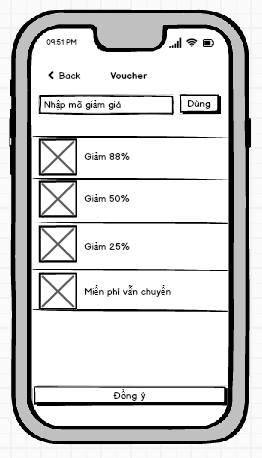 09:51 PM
Back
Voucher
Nhập mã giảm giá
Dùng
Giảm 88%
Giảm 50%
Giảm 25%
Miễn phí vẫn chuyển
Đồng ý